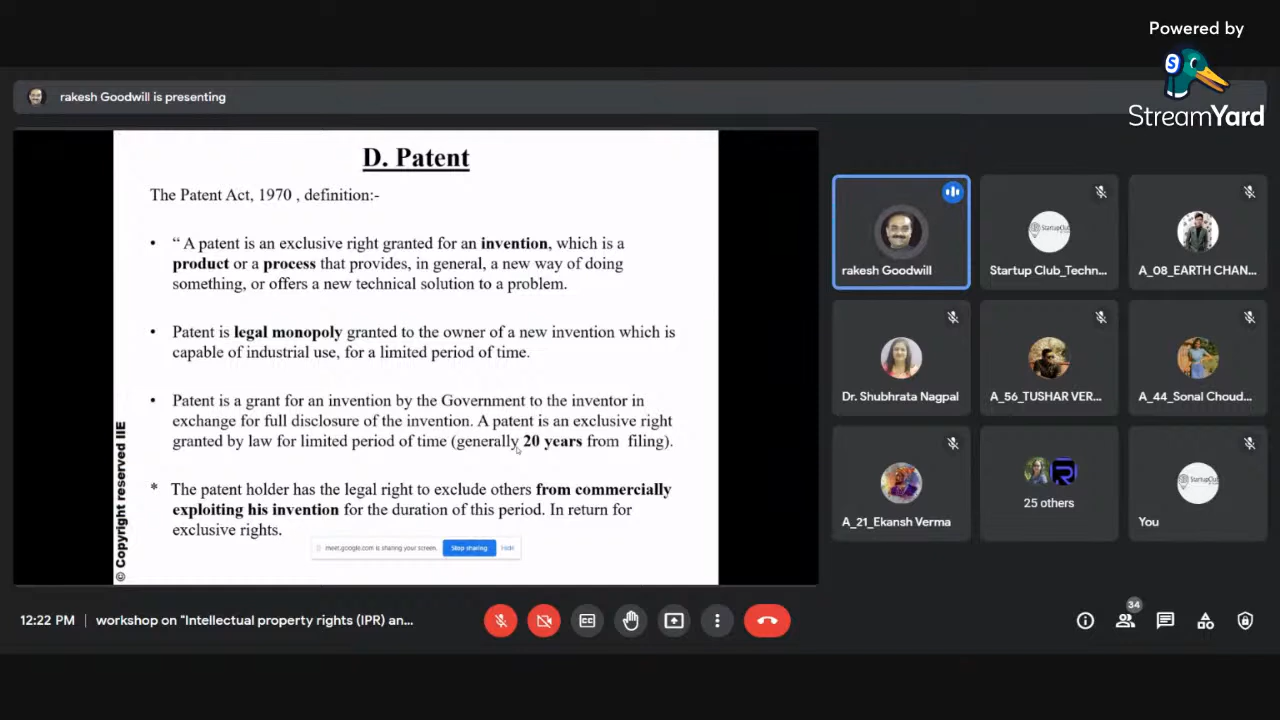 Powered by
StreamYard
rakesh Goodwill is presenting
D. Patent
The Patent Act, 1970 , definition:-
• “ A patent is an exclusive right granted for an invention, which is a
product or a process that provides, in general, a new way of doing
something, or offers a new technical solution to a problem.
• Patent is legal monopoly granted to the owner of a new invention which is
capable of industrial use, for a limited period of time.
• Patent is a grant for an invention by the Government to the inventor in
exchange for full disclosure of the invention. A patent is an exclusive right
granted by law for limited period of time (generally 20 years from filing).
* The patent holder has the legal right to exclude others from commercially
exploiting his invention for the duration of this period. In return for
exclusive rights.
© Copyright reserved IIE
meet.google.com is sharing your screen. Stop sharing Hide
rakesh Goodwill
Startup Club_Techn...
A_08_EARTH CHAN...
Dr. Shubhrata Nagpal
A_56_TUSHAR VER...
A_44_Sonal Choud...
A_21_Ekansh Verma
25 others
You
12:22 PM | workshop on "Intellectual property rights (IPR) an...
34